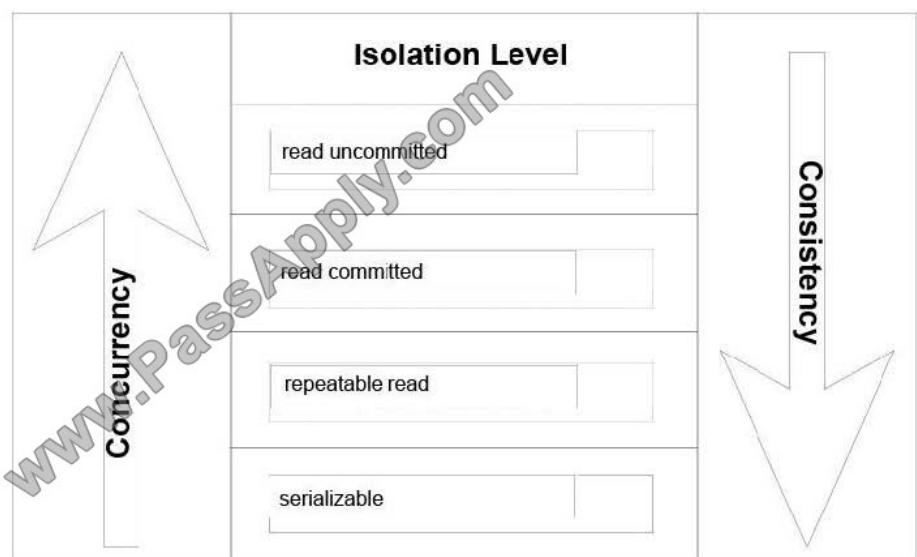 Isolation Level
read uncommitted
read committed
repeatable read
serializable
Concurrency
Consistency
www.PassApply.com